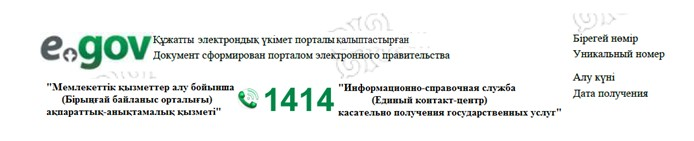 e.gov
Құжатты электрондық үкімет порталы қалыптастырған
Документ сформирован порталом электронного правительства
Бірегей нөмір
Уникальный номер
Алу күні
Дата получения
"Мемлекеттік қызметтер алу бойынша
(Бірыңғай байланыс орталығы)
ақпараттық-анықтамалық қызметі"
1414
"Информационно-справочная служба
(Единый контакт-центр)
касательно получения государственных услуг"